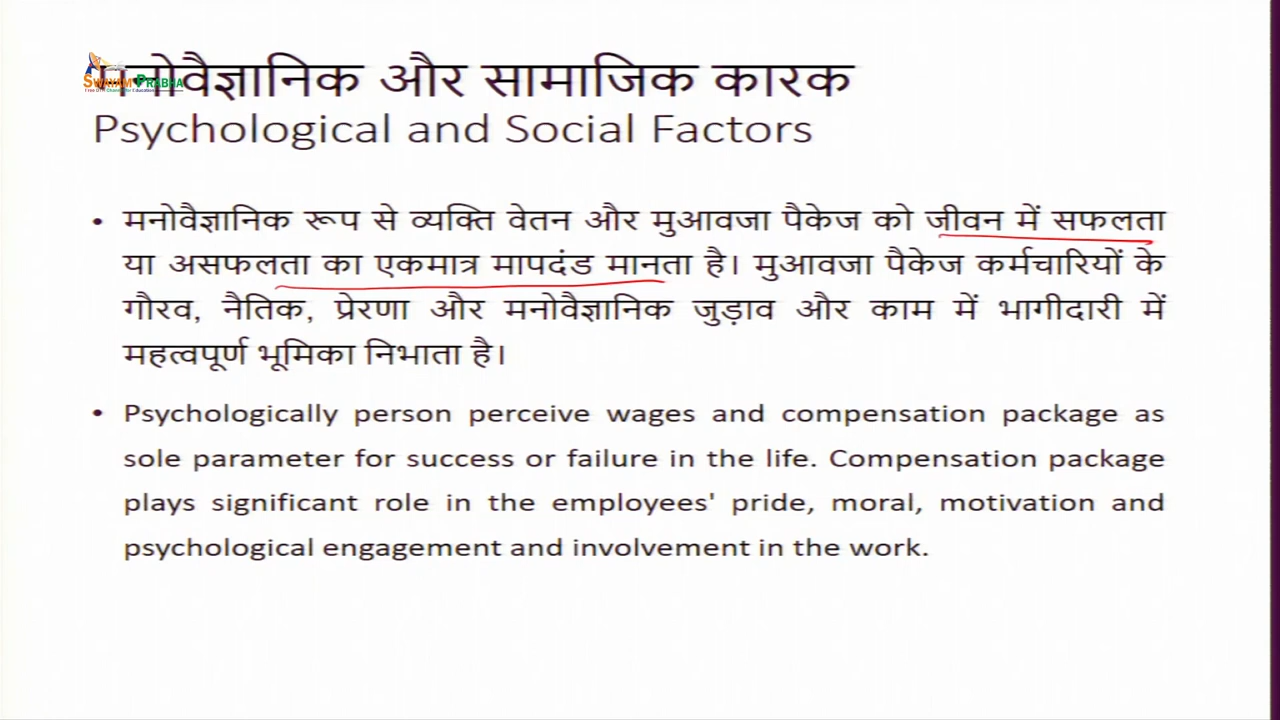 मनोवैज्ञानिक और सामाजिक कारक
SWAYAM PRABHA
Psychological and Social Factors
• मनोवैज्ञानिक रूप से व्यक्ति वेतन और मुआवजा पैकेज को जीवन में सफलता
या असफलता का एकमात्र मापदंड मानता है। मुआवजा पैकेज कर्मचारियों के
गौरव, नैतिक, प्रेरणा और मनोवैज्ञानिक जुड़ाव और काम में भागीदारी में
महत्वपूर्ण भूमिका निभाता है।
• Psychologically person perceive wages and compensation package as
sole parameter for success or failure in the life. Compensation package
plays significant role in the employees' pride, moral, motivation and
psychological engagement and involvement in the work.